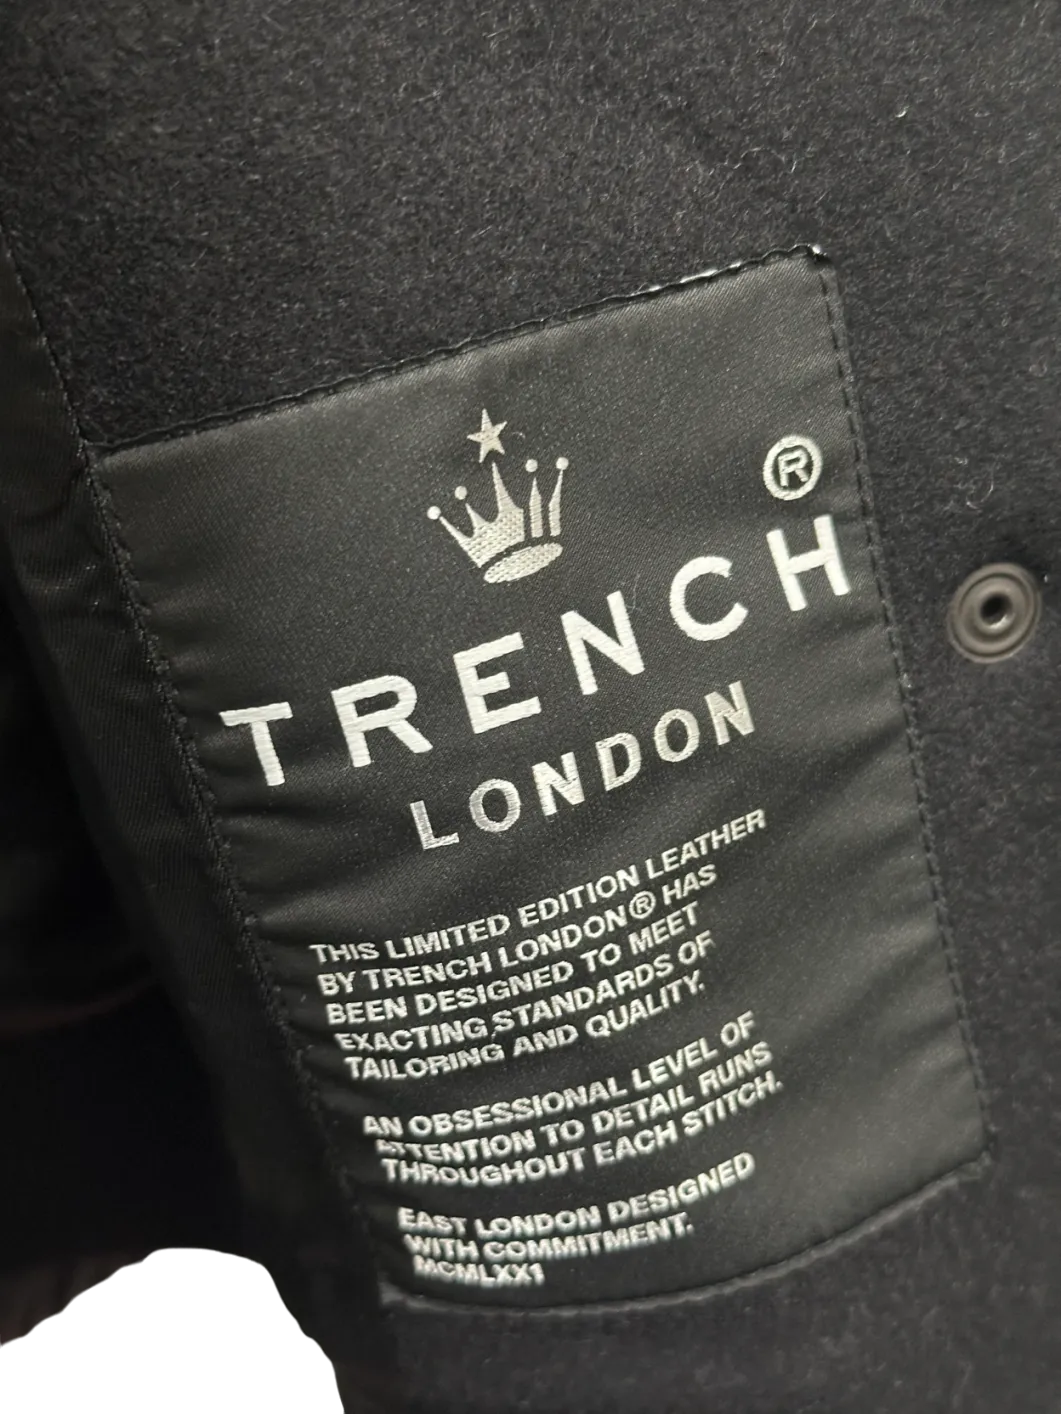 ®
TRENCH
LONDON
THIS LIMITED EDITION LEATHER
BY TRENCH LONDON® HAS
BEEN DESIGNED TO MEET
EXACTING STANDARDS OF
TAILORING AND QUALITY.
AN OBSESSIONAL LEVEL OF
ATTENTION TO DETAIL RUNS
THROUGHOUT EACH STITCH.
EAST LONDON DESIGNED
WITH COMMITMENT.
MCMLXX1